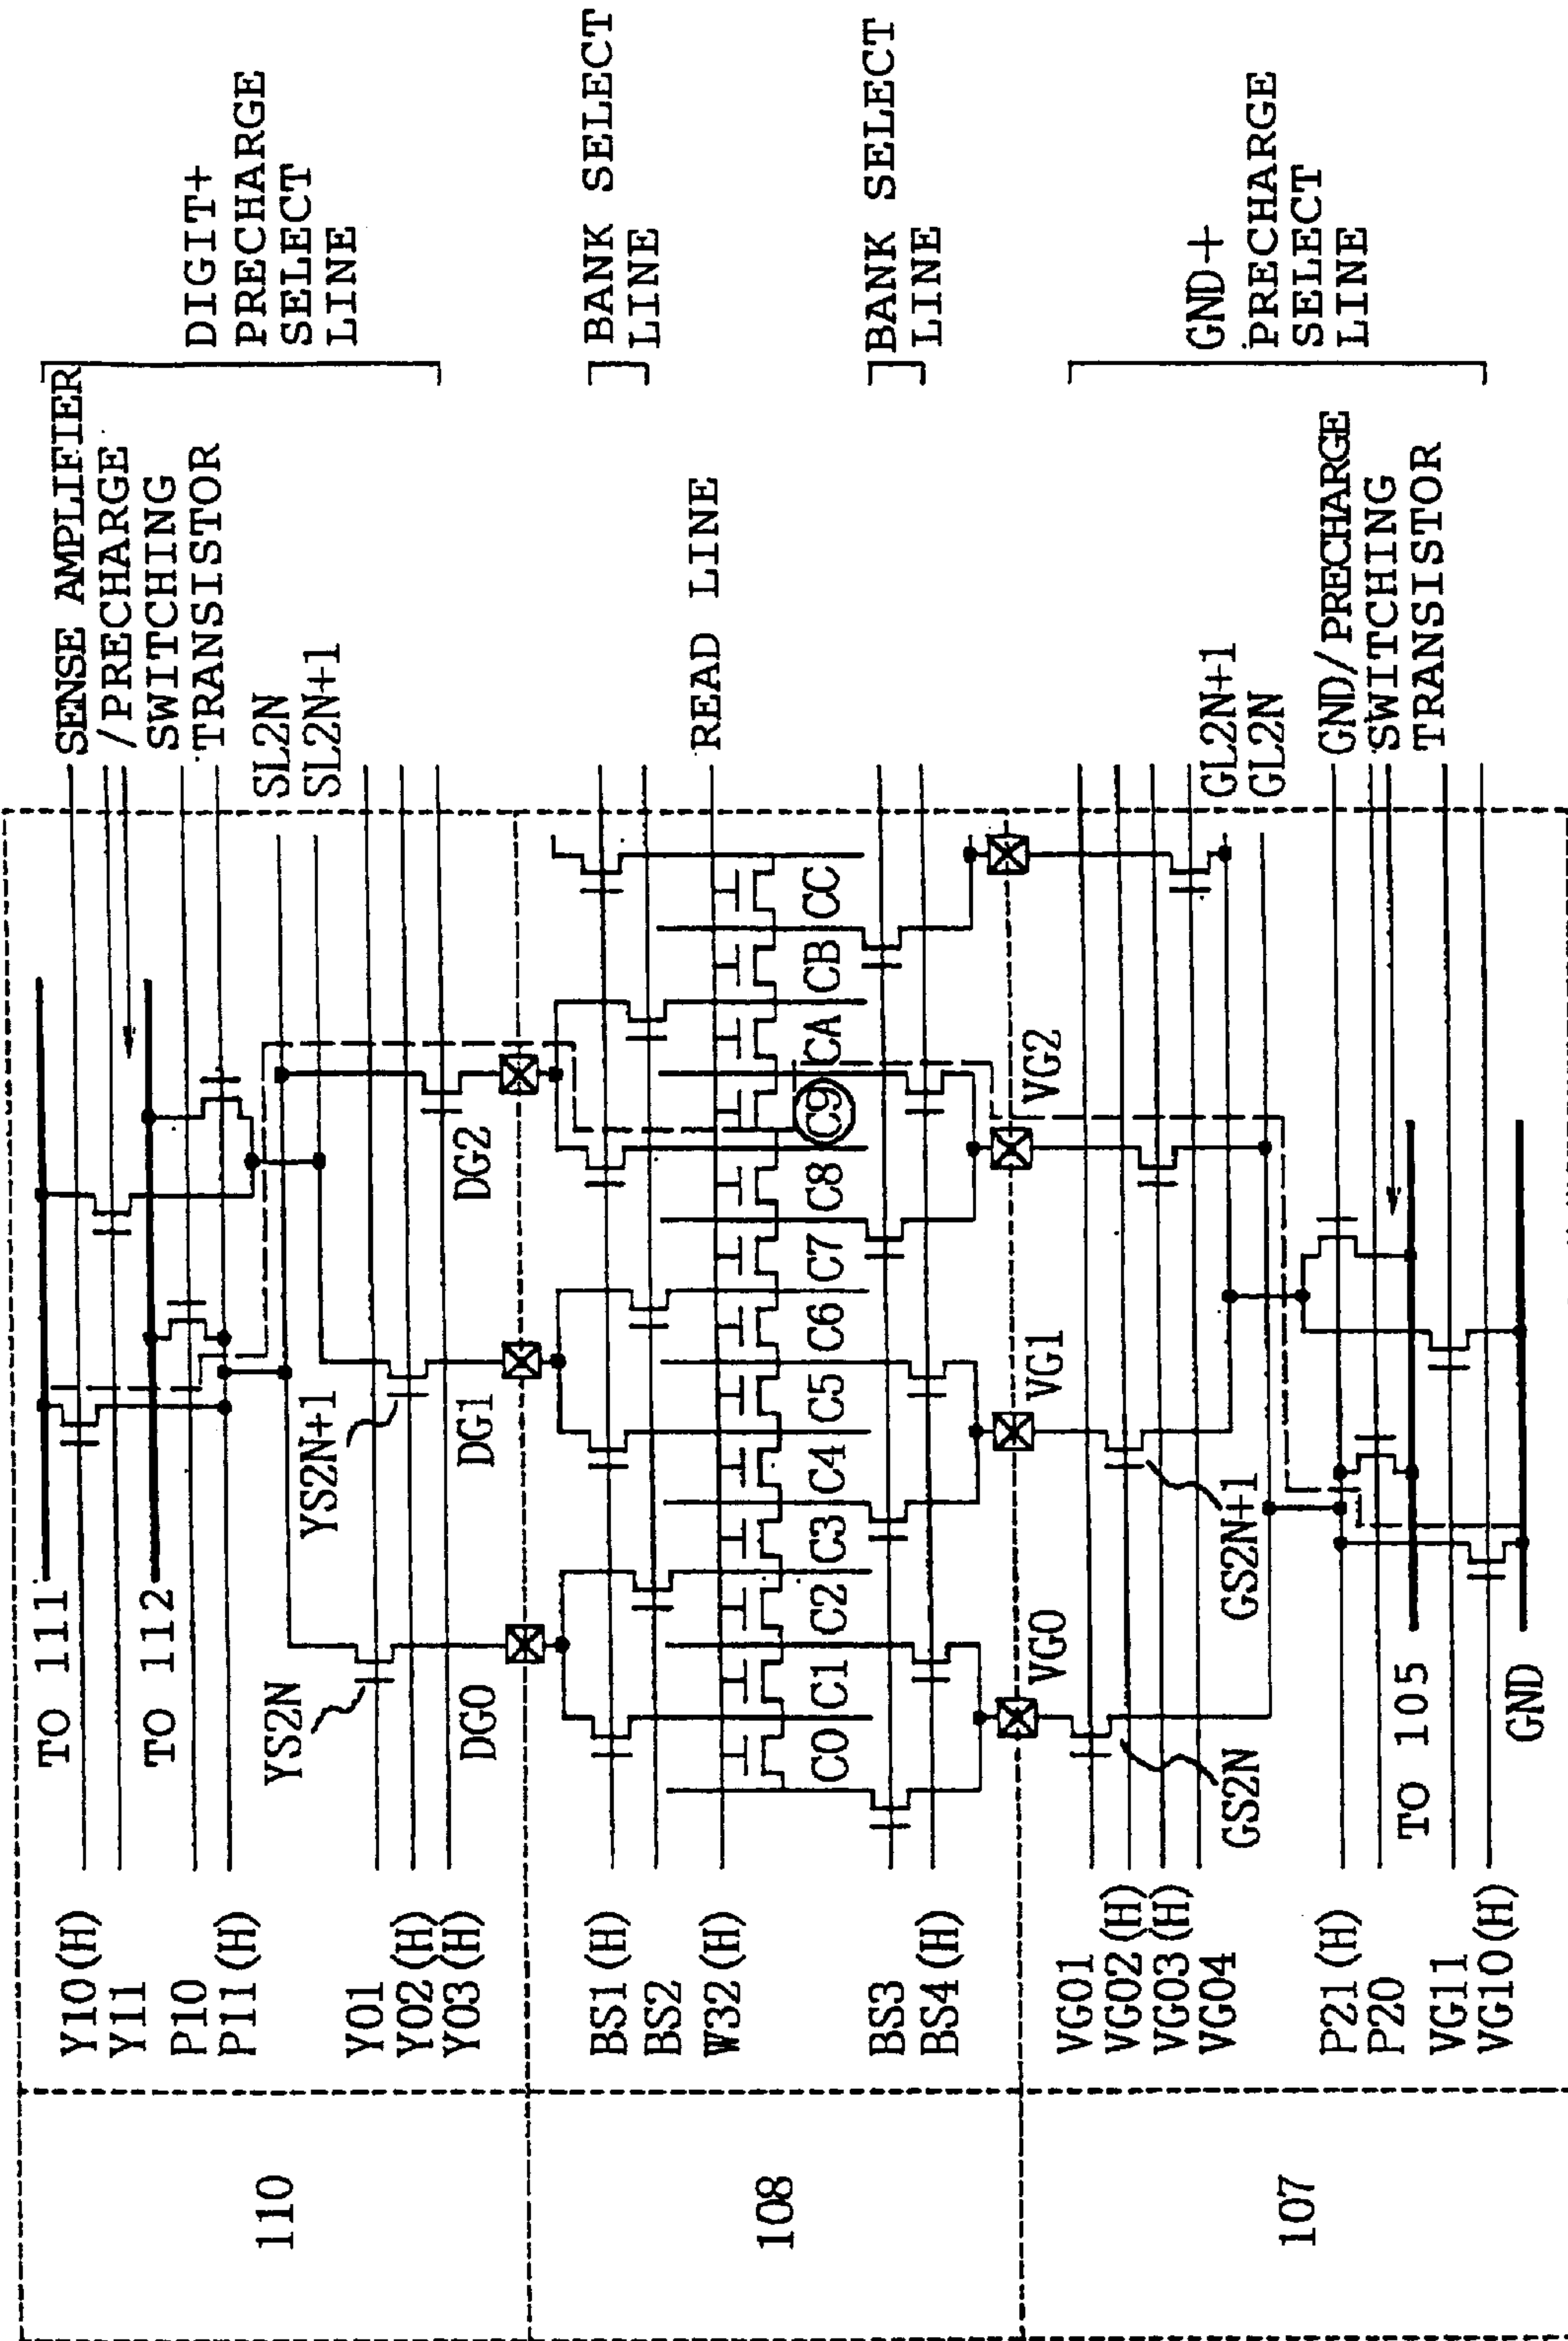 110
108
107
Y10(H)
Y11
P10
P11(H)
Y01
Y02(H)
Y03(H)
BS1(H)
BS2
W32(H)
BS3
BS4(H)
VG01
VG02(H)
VG03(H)
VG04
P21(H)
P20
VG11
VG10(H)
TO 111
TO 112
YS2N
YS2N+1
DG0
DG1
DG2
C0 C1 C2 C3 C4 C5 C6 C7 C8 C9 CA CB CC
VG0
VG1
VG2
GS2N
GS2N+1
TO 105
GND
SENSE AMPLIFIER
/PRECHARGE
SWITCHING
TRANSISTOR
SL2N
SL2N+1
READ LINE
GL2N+1
GL2N
GND/PRECHARGE
SWITCHING
TRANSISTOR
DIGIT+
PRECHARGE
SELECT
LINE
BANK SELECT
LINE
BANK SELECT
LINE
GND+
PRECHARGE
SELECT
LINE